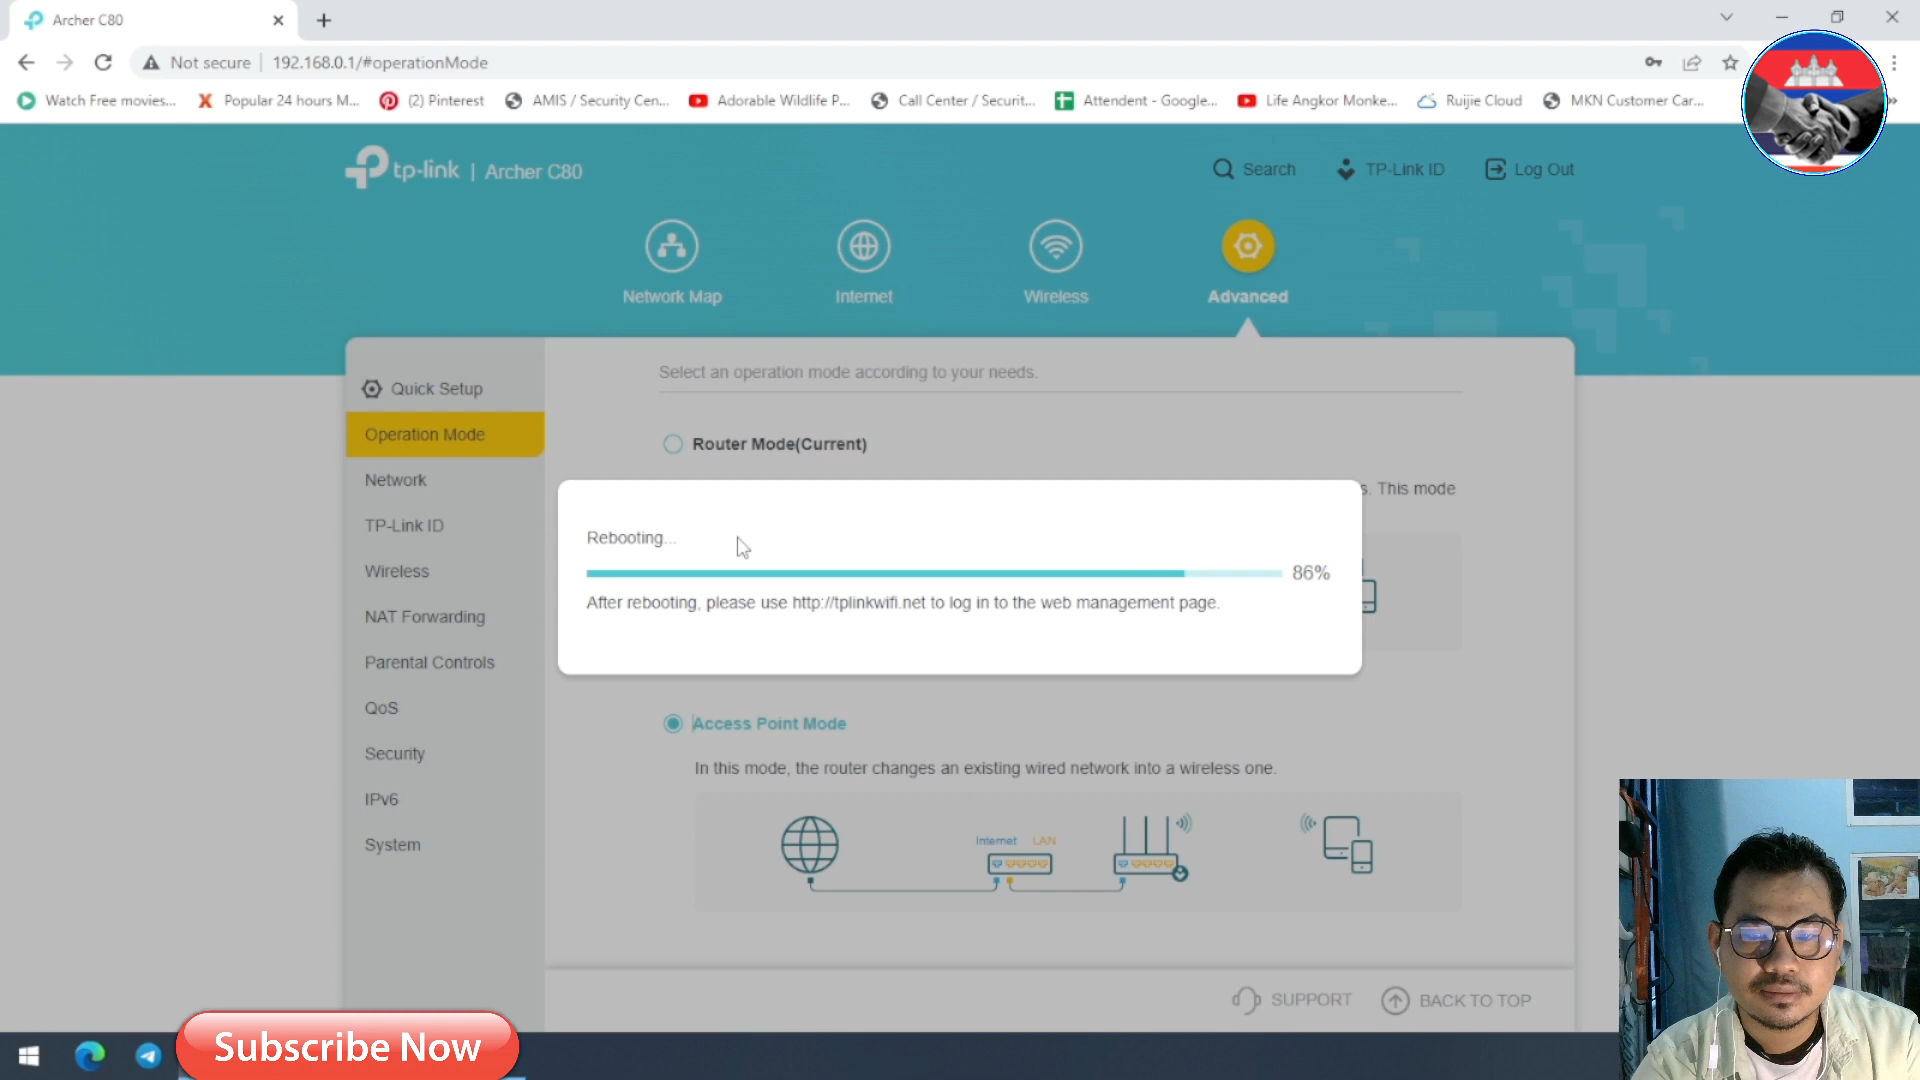 Archer C80
Not secure
192.168.0.1/#operationMode
Watch Free movies...
Popular 24 hours M...
(2) Pinterest
AMIS / Security Cen...
Adorable Wildlife P...
Call Center / Securit...
Attendent - Google...
Life Angkor Monke...
Ruijie Cloud
MKN Customer Car...
tp-link | Archer C80
Search
TP-Link ID
Log Out
Network Map
Internet
Wireless
Advanced
Quick Setup
Operation Mode
Network
TP-Link ID
Wireless
NAT Forwarding
Parental Controls
QoS
Security
IPv6
System
Select an operation mode according to your needs.
Router Mode(Current)
s. This mode
Rebooting...
86%
After rebooting, please use http://tplinkwifi.net to log in to the web management page.
Access Point Mode
In this mode, the router changes an existing wired network into a wireless one.
Internet LAN
SUPPORT
BACK TO TOP
Subscribe Now